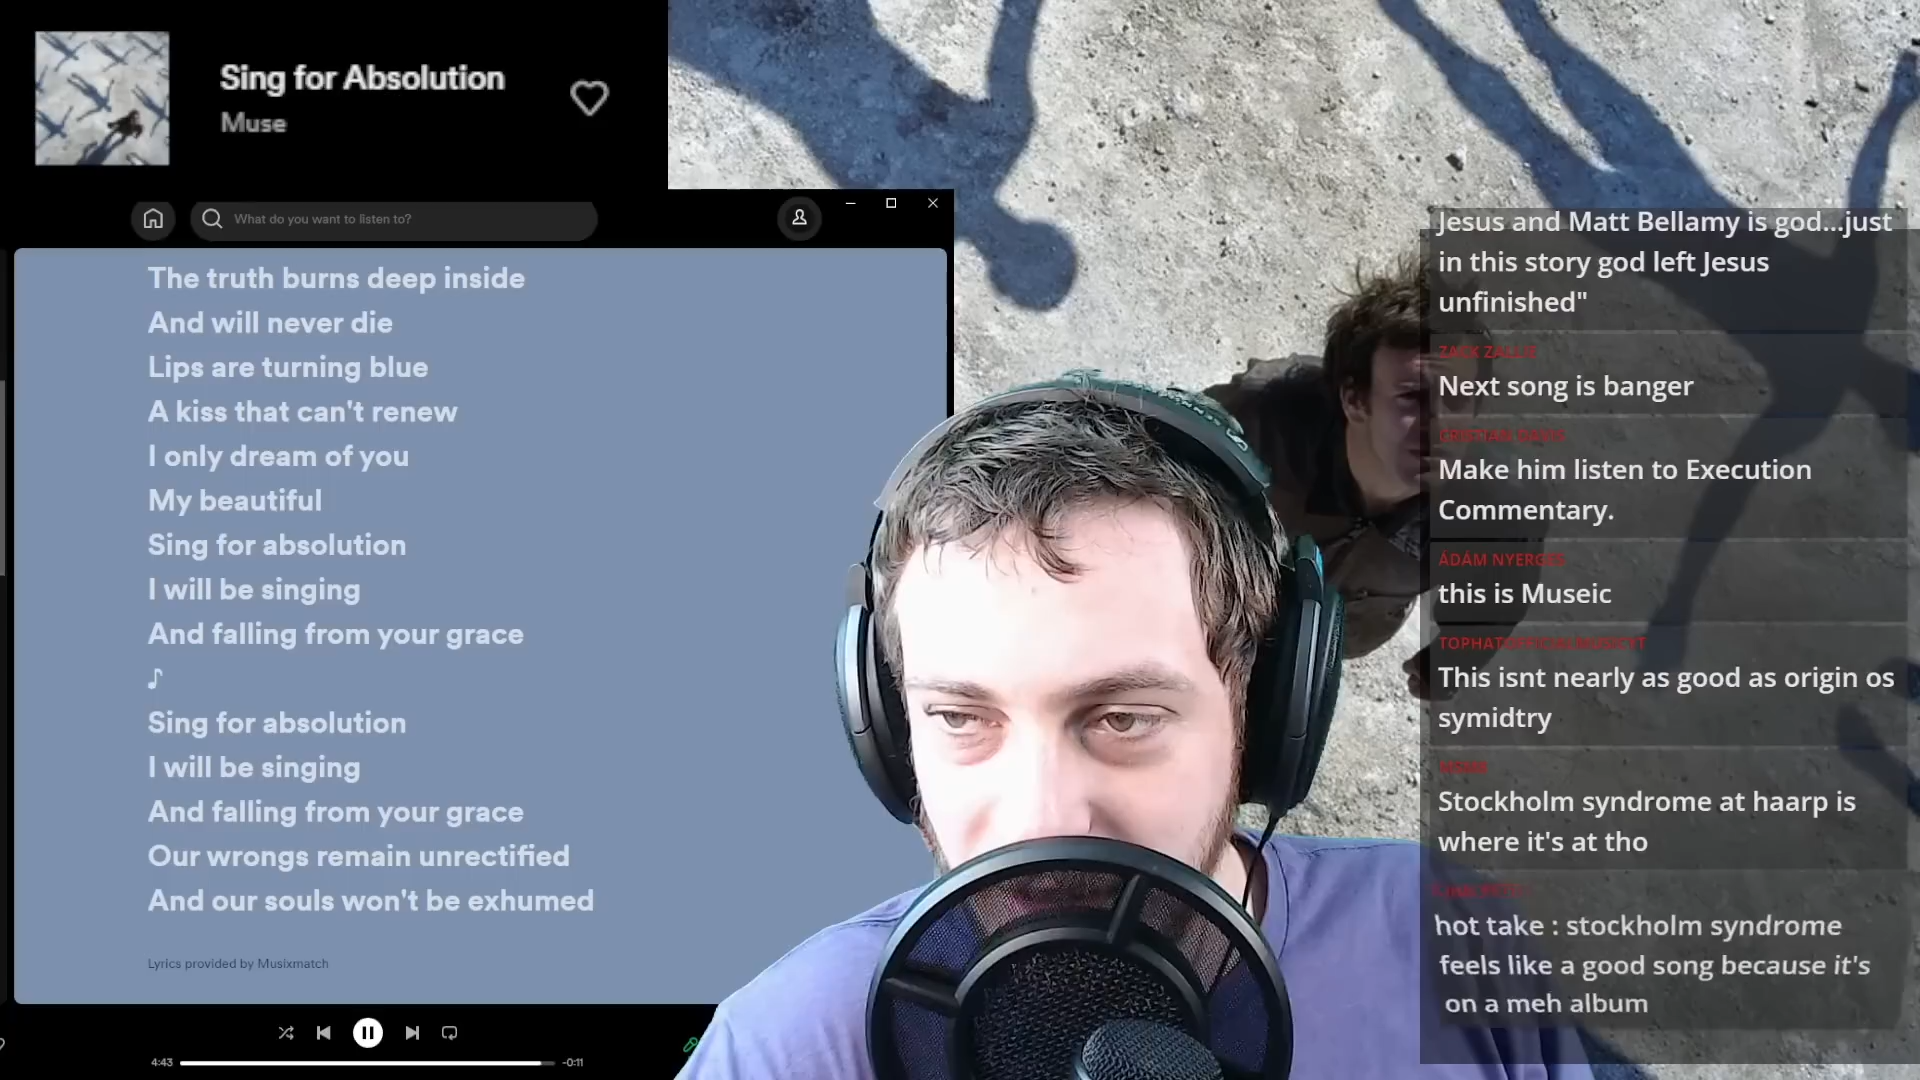 Sing for Absolution
Muse
What do you want to listen to?
The truth burns deep inside
And will never die
Lips are turning blue
A kiss that can't renew
I only dream of you
My beautiful
Sing for absolution
I will be singing
And falling from your grace
♪
Sing for absolution
I will be singing
And falling from your grace
Our wrongs remain unrectified
And our souls won't be exhumed
Lyrics provided by Musixmatch
4:43
-0:11
Jesus and Matt Bellamy is god...just
in this story god left Jesus
unfinished"
ZACK ZALLIE
Next song is banger
CRISTIAN DAVIS
Make him listen to Execution
Commentary.
ÁDÁM NYERGES
this is Museic
This isnt nearly as good as origin os
symidtry
Stockholm syndrome at haarp is
where it's at tho
hot take : stockholm syndrome
feels like a good song because it's
on a meh album